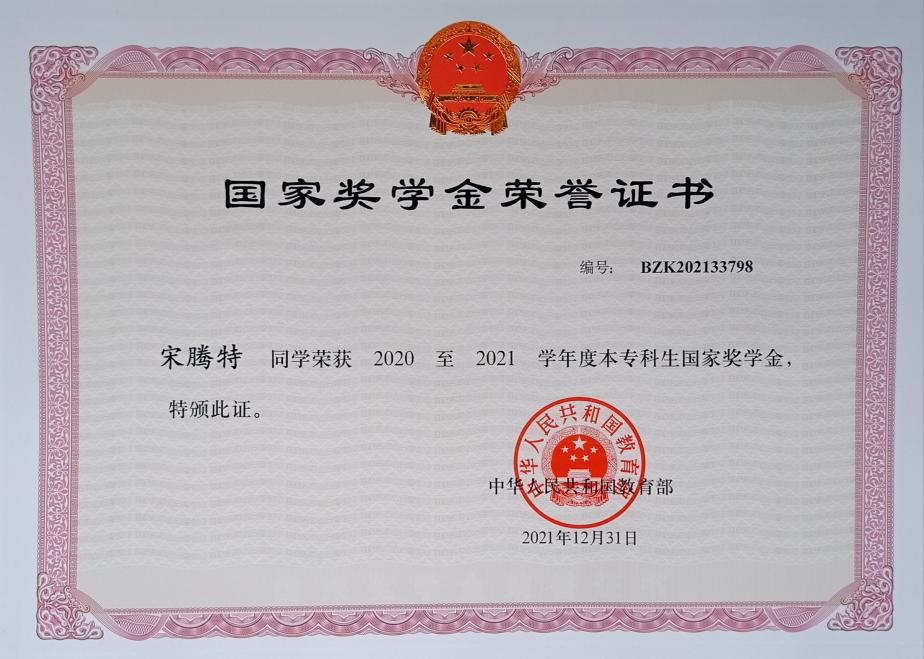 国家奖学金荣誉证书
编号: BZK202133798
宋腾特 同学荣获 2020 至 2021 学年度本专科生国家奖学金，
特颁此证。
中华人民共和国教育部
中华人民共和国教育部
2021年12月31日